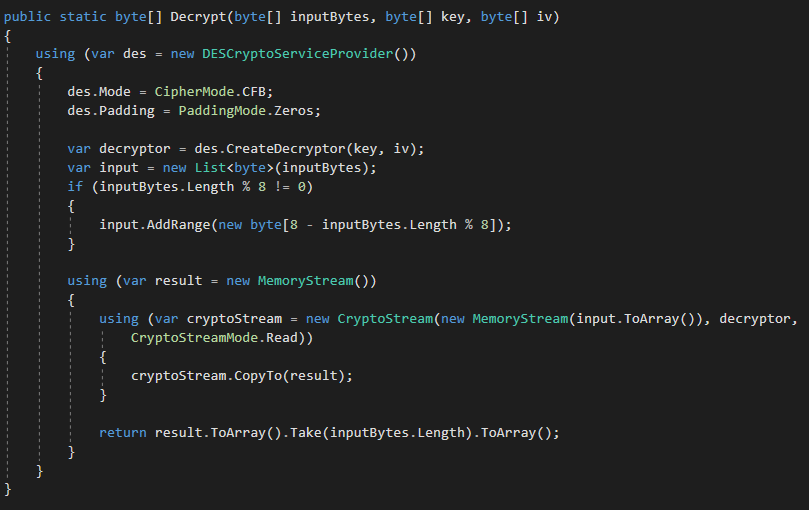 public static byte[] Decrypt(byte[] inputBytes, byte[] key, byte[] iv)
{
    using (var des = new DESCryptoServiceProvider())
    {
        des.Mode = CipherMode.CFB;
        des.Padding = PaddingMode.Zeros;

        var decryptor = des.CreateDecryptor(key, iv);
        var input = new List<byte>(inputBytes);
        if (inputBytes.Length % 8 != 0)
        {
            input.AddRange(new byte[8 - inputBytes.Length % 8]);
        }

        using (var result = new MemoryStream())
        {
            using (var cryptoStream = new CryptoStream(new MemoryStream(input.ToArray()), decryptor,
                CryptoStreamMode.Read))
            {
                cryptoStream.CopyTo(result);
            }

            return result.ToArray().Take(inputBytes.Length).ToArray();
        }
    }
}